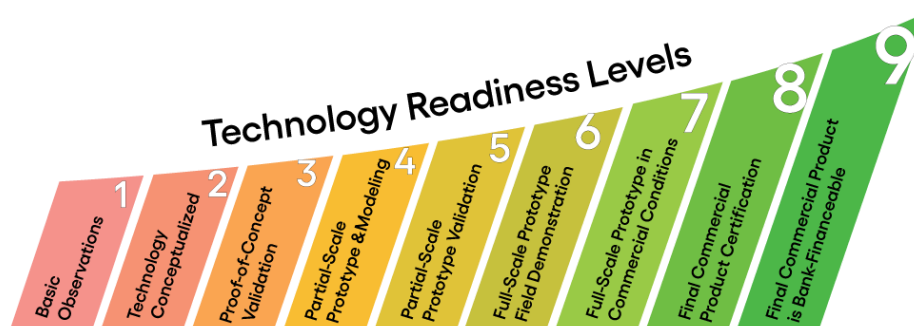 Technology Readiness Levels
1
Basic
Observations
2
Technology
Conceptualized
3
Proof-of-Concept
Validation
4
Partial-Scale
Prototype & Modeling
5
Partial-Scale
Prototype Validation
6
Full-Scale Prototype
Field Demonstration
7
Full-Scale Prototype in
Commercial Conditions
8
Final Commercial
Product Certification
9
Final Commercial Product
is Bank-Financeable